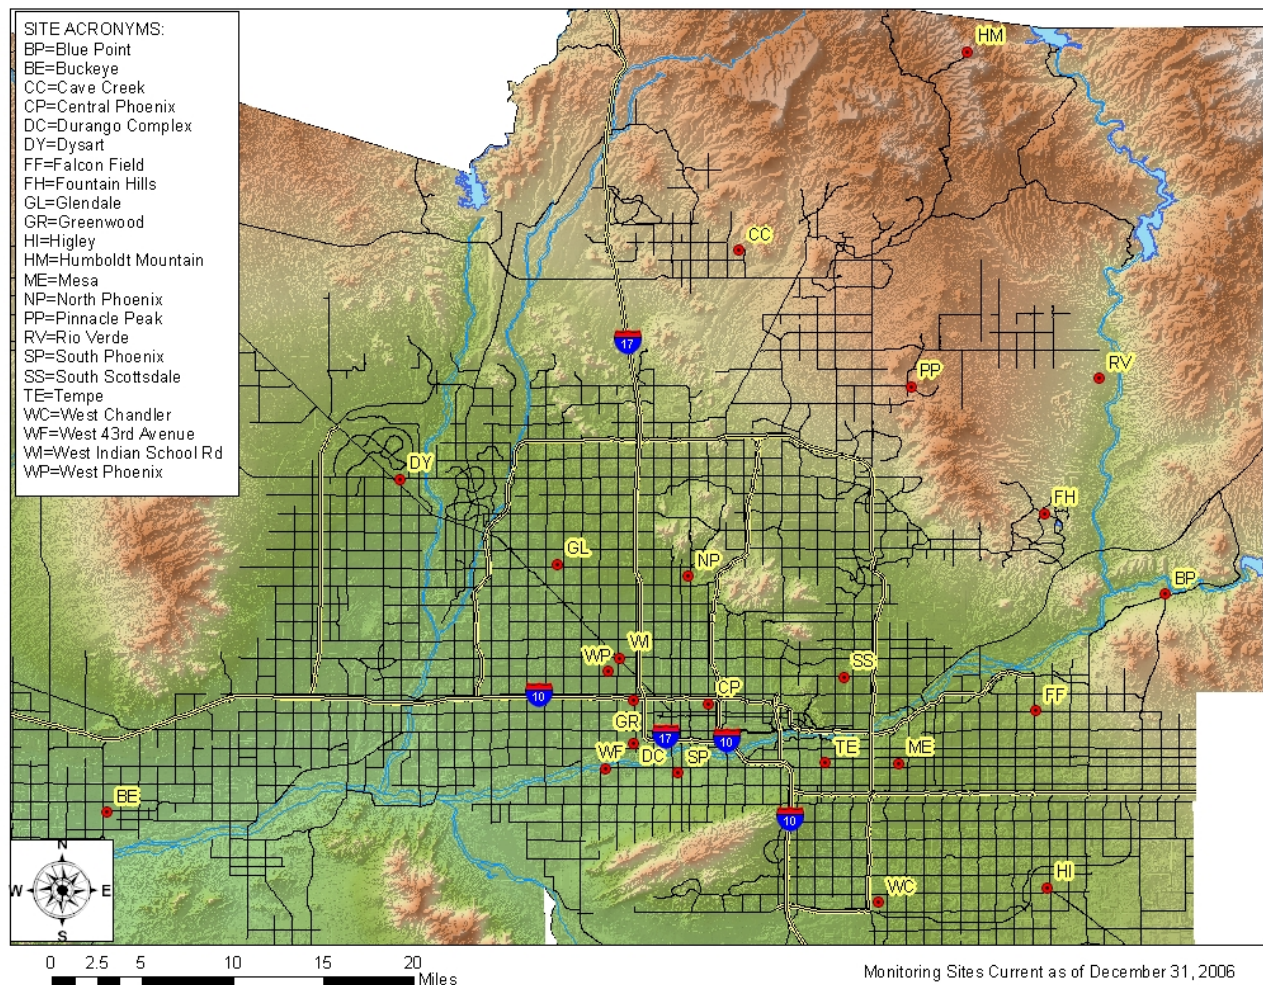 SITE ACRONYMS:
BP=Blue Point
BE=Buckeye
CC=Cave Creek
CP=Central Phoenix
DC=Durango Complex
DY=Dysart
FF=Falcon Field
FH=Fountain Hills
GL=Glendale
GR=Greenwood
HI=Higley
HM=Humboldt Mountain
ME=Mesa
NP=North Phoenix
PP=Pinnacle Peak
RV=Rio Verde
SP=South Phoenix
SS=South Scottsdale
TE=Tempe
WC=West Chandler
WF=West 43rd Avenue
WI=West Indian School Rd
WP=West Phoenix
HM
CC
17
PP
RV
DY
FH
GL
NP
BP
WI
WP
SS
10
CP
FF
GR
17
10
WF
DC
SP
TE
ME
BE
10
HI
WC
N
W
E
S
0 2.5 5 10 15 20
Miles
Monitoring Sites Current as of December 31, 2006